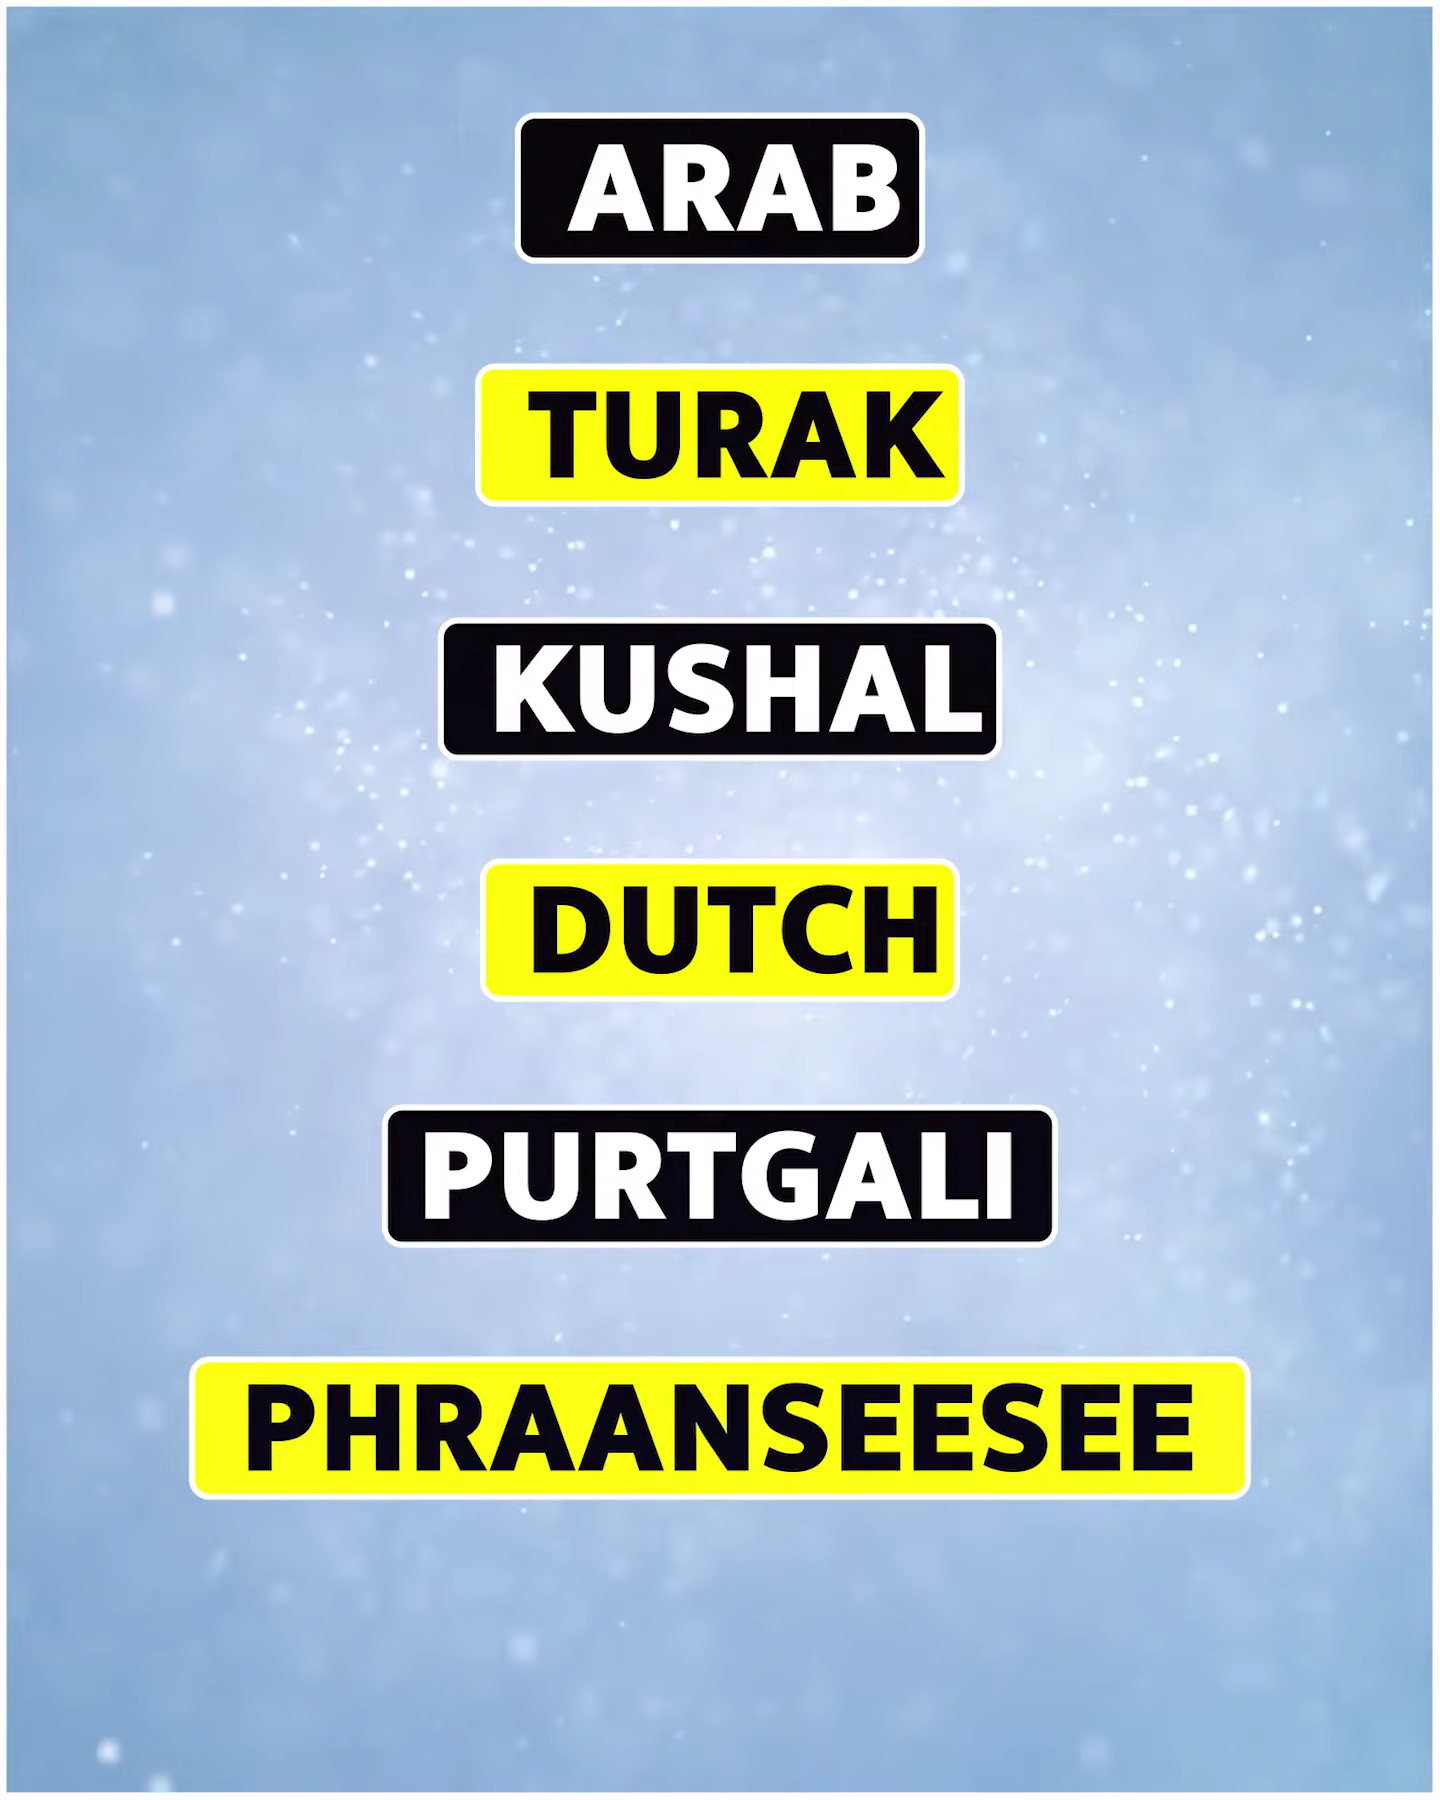 ARAB
TURAK
KUSHAL
DUTCH
PURTGALI
PHRAANSEESEE